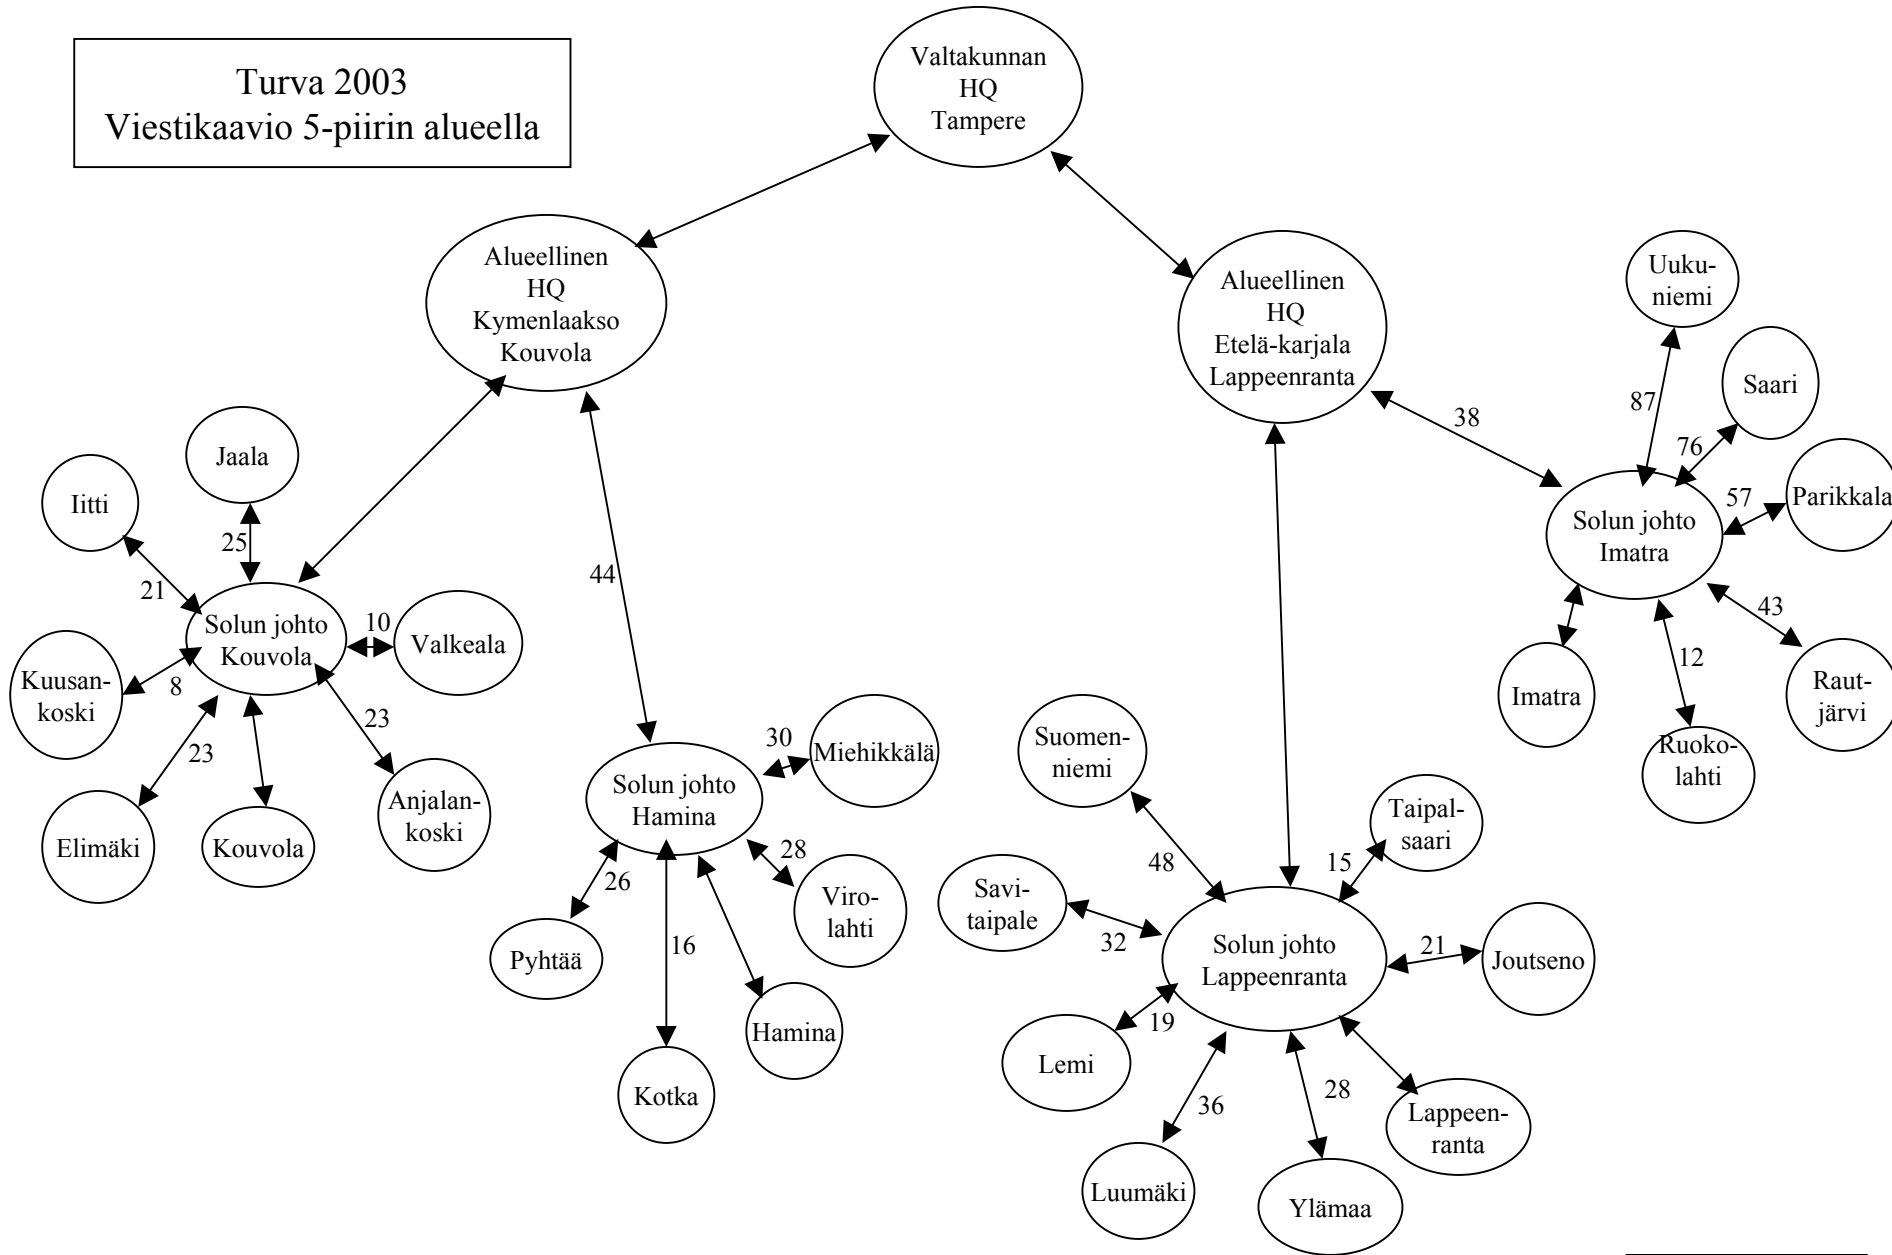 Turva 2003
Viestikaavio 5-piirin alueella
Valtakunnan
HQ
Tampere
Alueellinen
HQ
Kymenlaakso
Kouvola
Alueellinen
HQ
Etelä-karjala
Lappeenranta
38
44
Jaala
25
Iitti
21
Solun johto
Kouvola
10
Valkeala
Kuusan-
koski
8
23
Elimäki
Kouvola
23
Anjalan-
koski
Solun johto
Hamina
30
Miehikkälä
28
Viro-
lahti
26
Pyhtää
16
Kotka
Hamina
Uuku-
niemi
87
Saari
76
57
Parikkala
Solun johto
Imatra
43
Raut-
järvi
12
Ruoko-
lahti
Imatra
Suomen-
niemi
48
Taipal-
saari
15
Savi-
taipale
32
Solun johto
Lappeenranta
21
Joutseno
19
Lemi
36
Luumäki
28
Ylämaa
Lappeen-
ranta